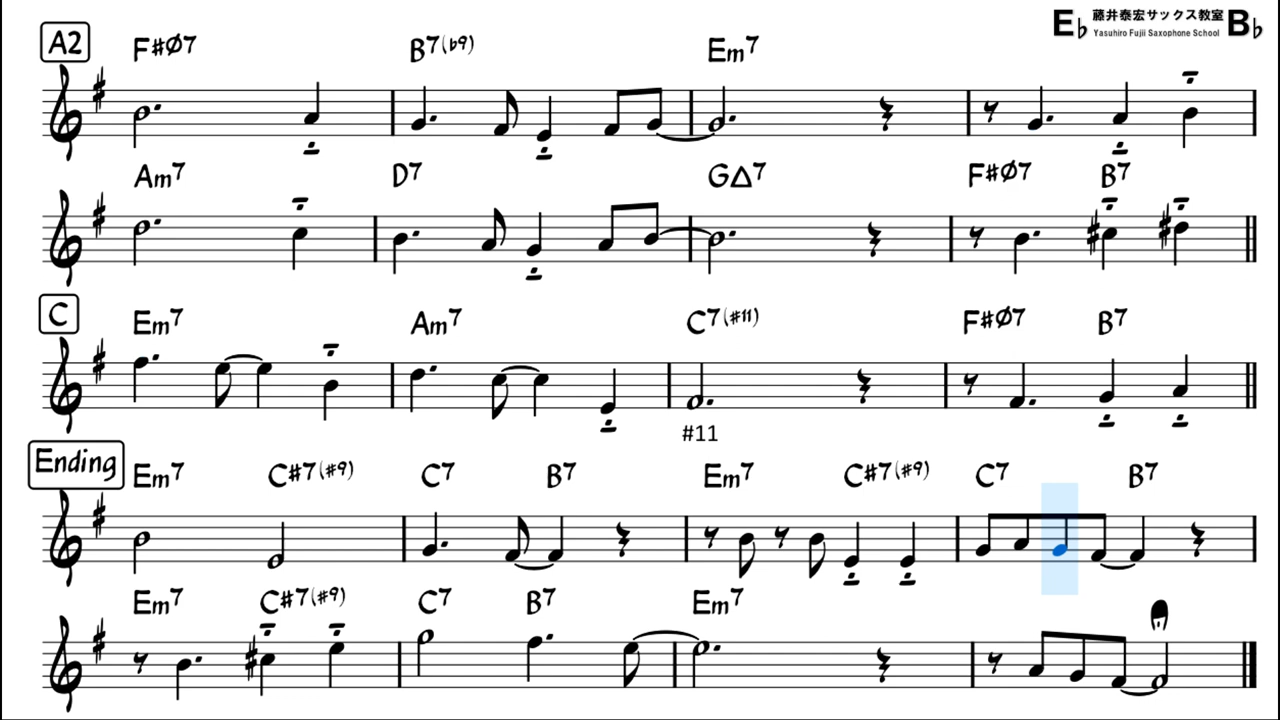 E♭ 藤井泰宏サックス教室 B♭
Yasuhiro Fujii Saxophone School
A2
F#Ø7 B7(♭9) Em7
Am7 D7 G△7 F#Ø7 B7
C
Em7 Am7 C7(#11) F#Ø7 B7
#11
Ending
Em7 C#7(#9) C7 B7 Em7 C#7(#9) C7 B7
Em7 C#7(#9) C7 B7 Em7